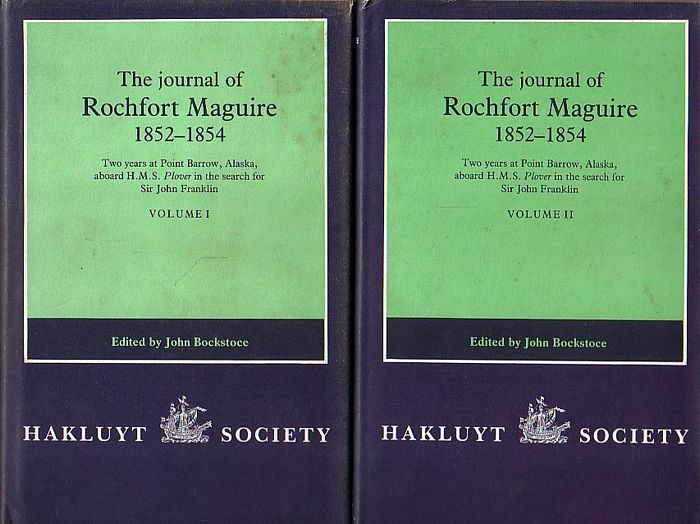 The journal of
Rochfort Maguire
1852–1854
Two years at Point Barrow, Alaska,
aboard H.M.S. Plover in the search for
Sir John Franklin
VOLUME I
Edited by John Bockstoce
HAKLUYT SOCIETY
The journal of
Rochfort Maguire
1852–1854
Two years at Point Barrow, Alaska,
aboard H.M.S. Plover in the search for
Sir John Franklin
VOLUME II
Edited by John Bockstoce
HAKLUYT SOCIETY